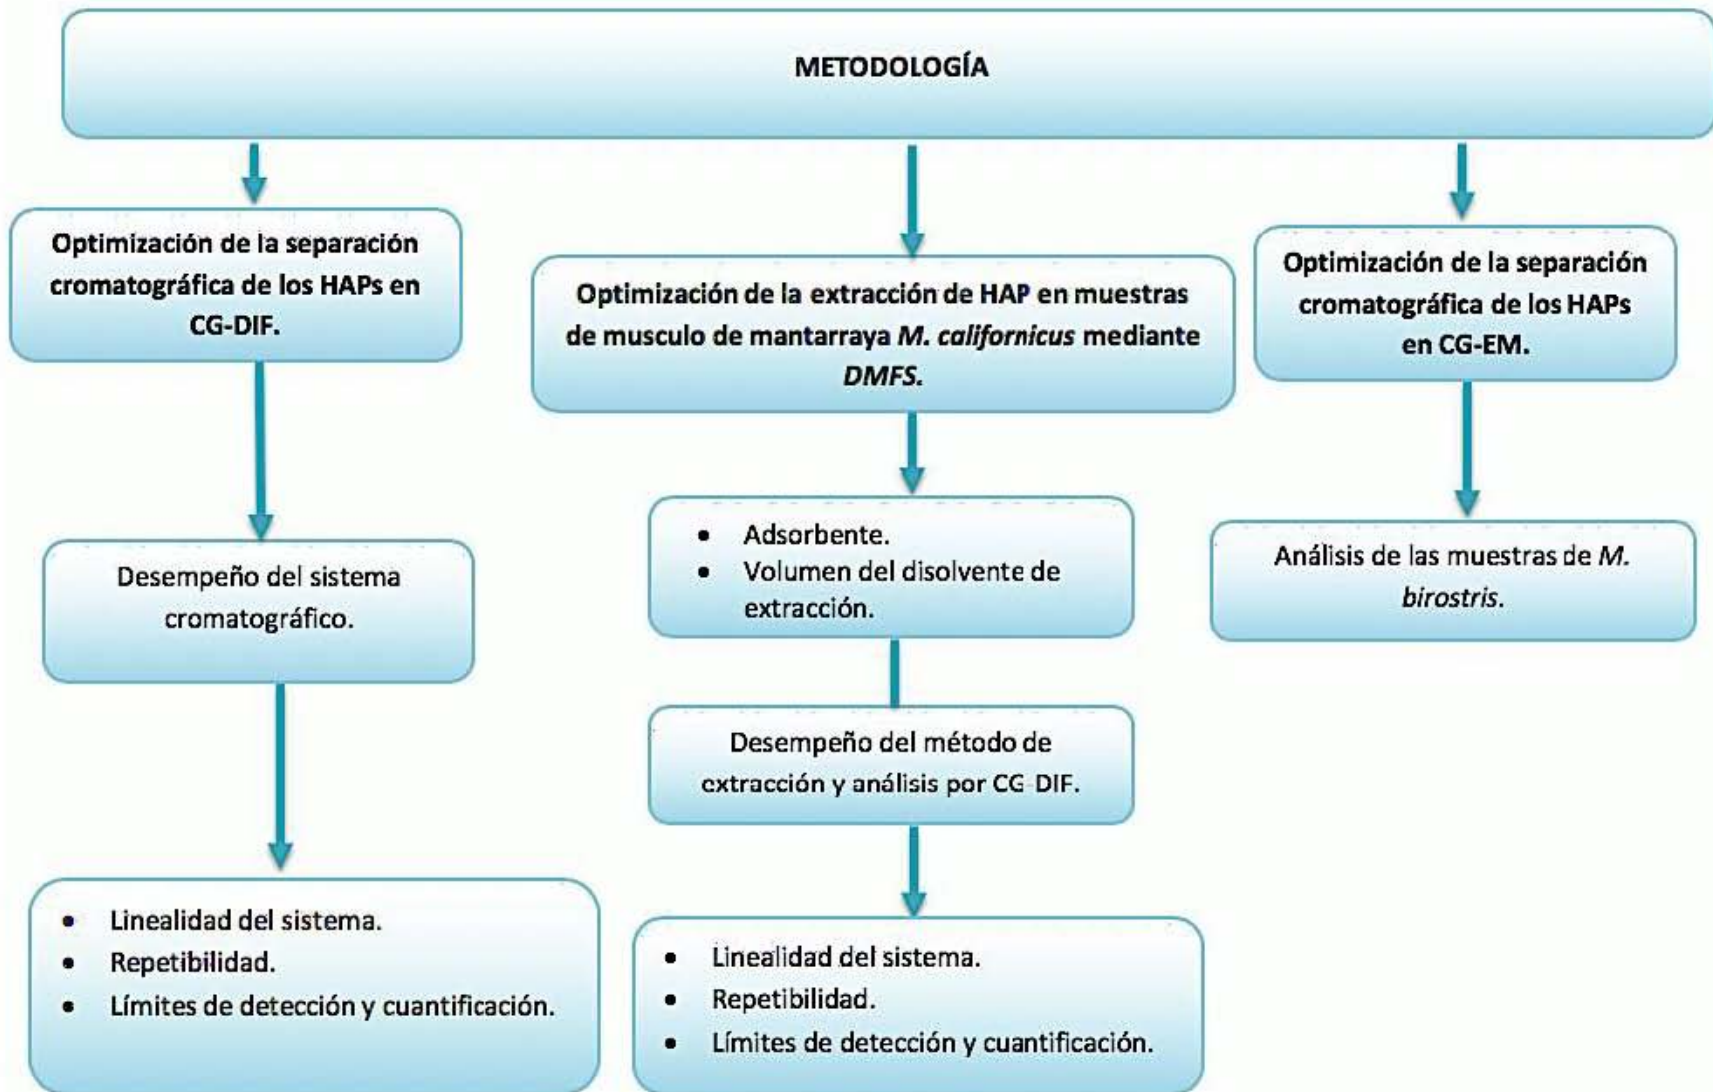 METODOLOGÍA
Optimización de la separación
cromatográfica de los HAPs en
CG-DIF.
Desempeño del sistema
cromatográfico.
• Linealidad del sistema.
• Repetibilidad.
• Límites de detección y cuantificación.
Optimización de la extracción de HAP en muestras
de musculo de mantarraya M. californicus mediante
DMFS.
• Adsorbente.
• Volumen del disolvente de
extracción.
Desempeño del método de
extracción y análisis por CG-DIF.
• Linealidad del sistema.
• Repetibilidad.
• Límites de detección y cuantificación.
Optimización de la separación
cromatográfica de los HAPs
en CG-EM.
Análisis de las muestras de M.
birostris.